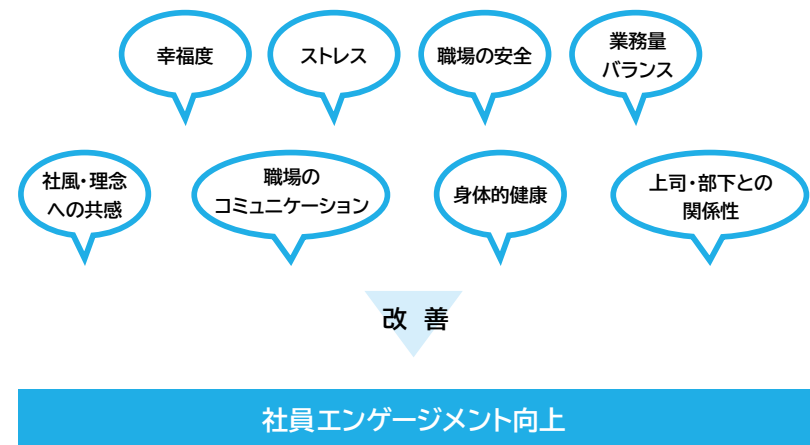 幸福度
ストレス
職場の安全
業務量
バランス
社風・理念
への共感
職場の
コミュニケーション
身体的健康
上司・部下との
関係性
改 善
社員エンゲージメント向上